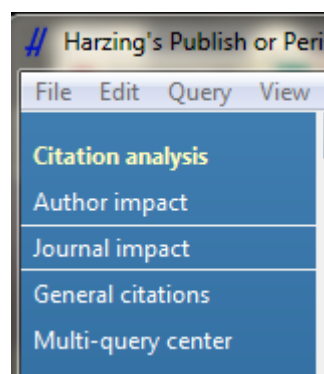 Harzing's Publish or Peri
File Edit Query View
Citation analysis
Author impact
Journal impact
General citations
Multi-query center